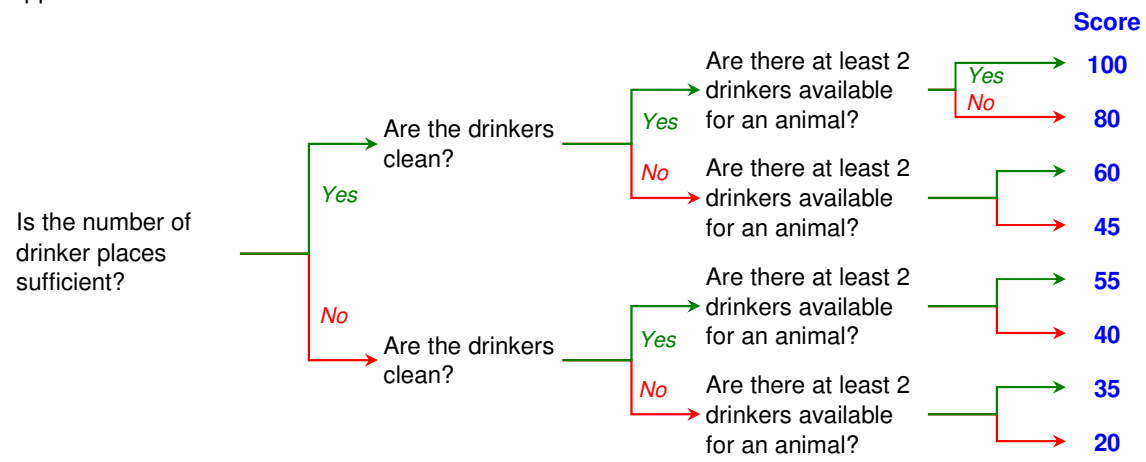 Score
Are there at least 2
drinkers available
for an animal?
Yes
No
100
80
Are the drinkers
clean?
Yes
No
Are there at least 2
drinkers available
for an animal?
60
45
Is the number of
drinker places
sufficient?
Yes
No
Are there at least 2
drinkers available
for an animal?
55
40
Are the drinkers
clean?
Yes
No
Are there at least 2
drinkers available
for an animal?
35
20